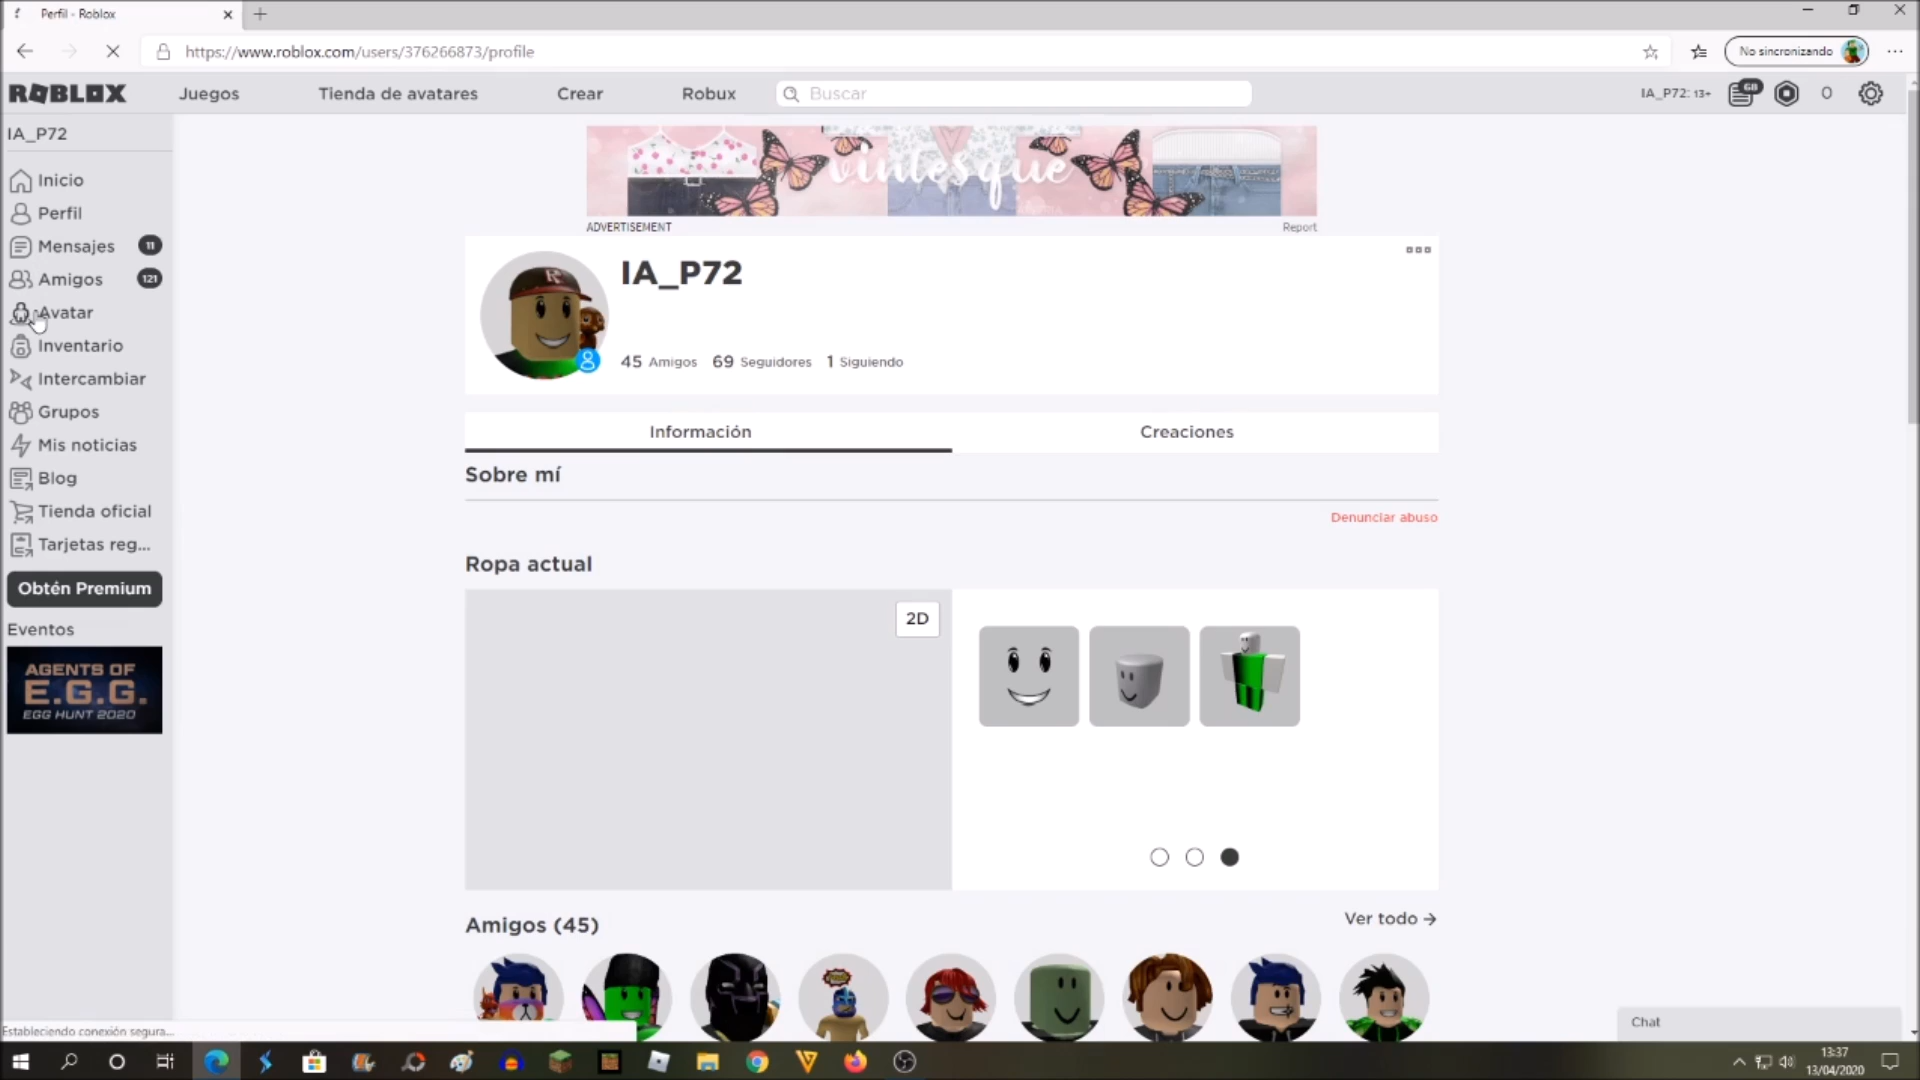 Perfil - Roblox
https://www.roblox.com/users/376266873/profile
No sincronizando
ROBLOX
Juegos
Tienda de avatares
Crear
Robux
Buscar
IA_P72: 13+
68
0
IA_P72
Inicio
Perfil
Mensajes
11
Amigos
121
Avatar
Inventario
Intercambiar
Grupos
Mis noticias
Blog
Tienda oficial
Tarjetas reg...
Obtén Premium
Eventos
AGENTS OF
E.G.G.
EGG HUNT 2020
vintesque
ADVERTISEMENT
Report
IA_P72
45 Amigos 69 Seguidores 1 Siguiendo
Información
Creaciones
Sobre mí
Denunciar abuso
Ropa actual
2D
Amigos (45)
Ver todo →
Chat
Estableciendo conexión segura...
13:37
13/04/2020